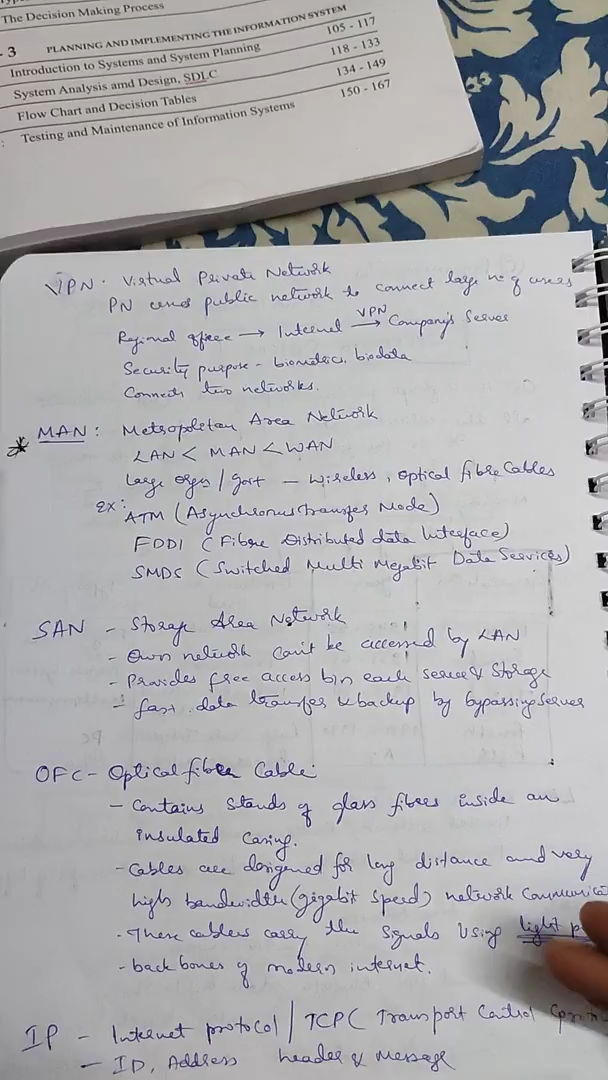 The Decision Making Process
- 3 PLANNING AND IMPLEMENTING THE INFORMATION SYSTEM
Introduction to Systems and System Planning 105 - 117
System Analysis amd Design, SDLC 118 - 133
Flow Chart and Decision Tables 134 - 149
: Testing and Maintenance of Information Systems 150 - 167
VPN - Virtual Private Network
PN uses public network to connect large no of users
Regional office → Internet VPN → Company's Server
Security purpose - biometrics, biodata
Connects two networks.
* MAN: Metropoletan Area Network
LAN < MAN < WAN
Large orgs / govt - wireless, optical fibre Cables
Ex: ATM (Asynchronus transfer Mode)
FDDI (Fibre Distributed data Interface)
SMDS (Switched Multi Megabit Data Services)
SAN - Storage Area Network
- Own network can't be accessed by LAN
- Provides free access b/n each server & Storage
- fast data transfer & backup by bypassing Server
OFC - Optical fibre Cable:
- Contains stands of glass fibres inside an
insulated casing.
- Cables are designed for long distance and very
high bandwidth (gigabit speed) network
- These cables carry the signals using light
- back bones of modern internet.
IP - Internet protocol / TCP ( Transport Control
- ID, Address header & Message